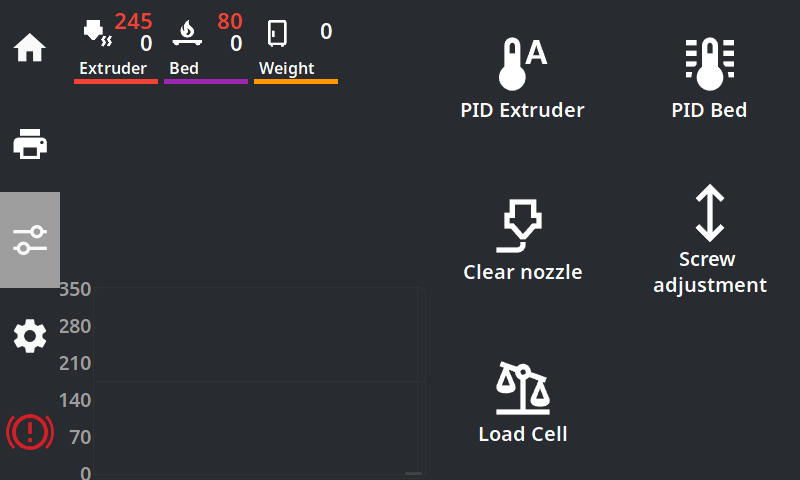 245
0
Extruder
80
0
Bed
0
Weight
A
PID Extruder
PID Bed
Clear nozzle
Screw
adjustment
Load Cell
350
280
210
140
70
0